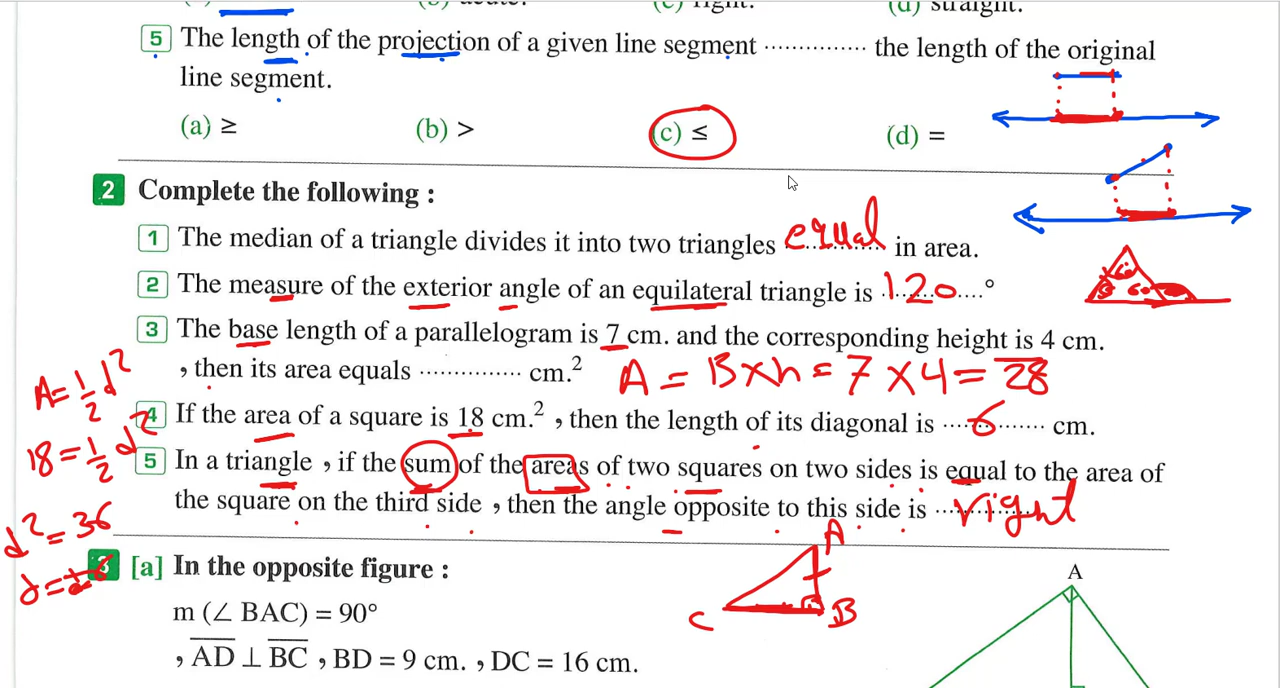 (d) straight.
5 The length of the projection of a given line segment ............... the length of the original
line segment.
(a) ≥ (b) > (c) ≤ (d) =
2 Complete the following :
1 The median of a triangle divides it into two triangles equal in area.
2 The measure of the exterior angle of an equilateral triangle is 120 °
3 The base length of a parallelogram is 7 cm. and the corresponding height is 4 cm.
, then its area equals ............... cm.² A = B x h = 7 x 4 = 28
A = 1/2 d²
4 If the area of a square is 18 cm.² , then the length of its diagonal is 6 cm.
18 = 1/2 d²
5 In a triangle , if the sum of the areas of two squares on two sides is equal to the area of
the square on the third side , then the angle opposite to this side is right
d² = 36
A
C B
3 [a] In the opposite figure :
A
m (∠ BAC) = 90°
, AD ⊥ BC , BD = 9 cm. , DC = 16 cm.